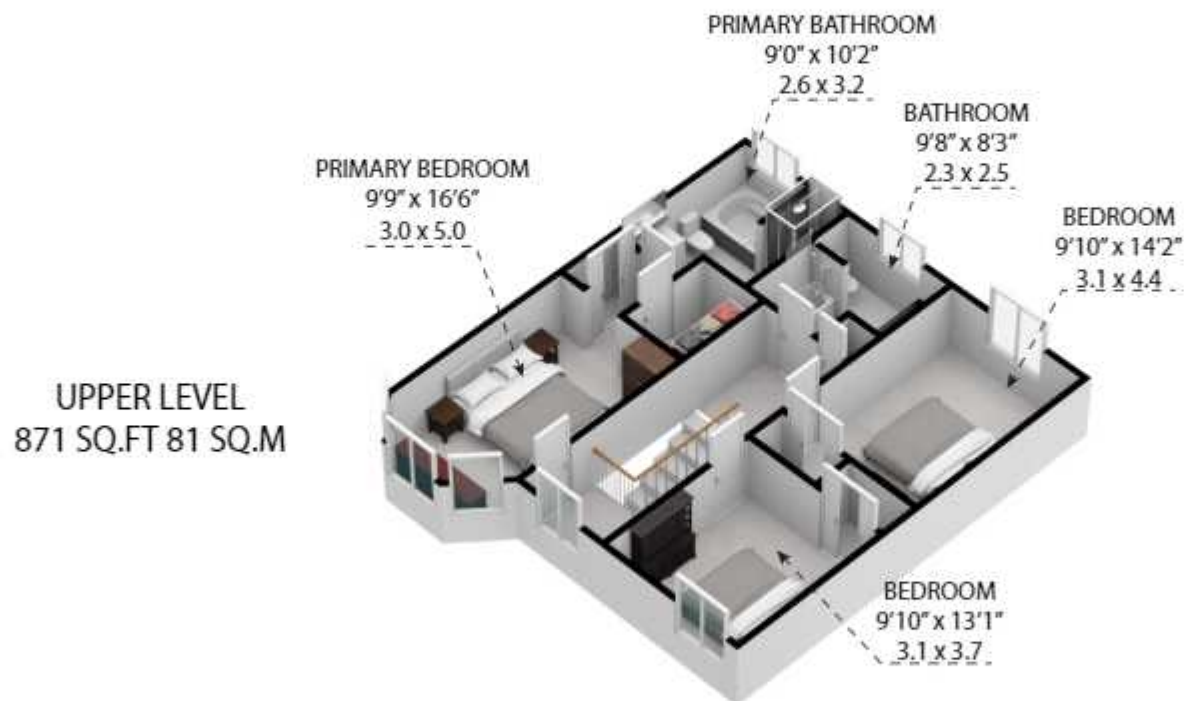 PRIMARY BATHROOM
9'0" x 10'2"
2.6 x 3.2
BATHROOM
9'8" x 8'3"
2.3 x 2.5
PRIMARY BEDROOM
9'9" x 16'6"
3.0 x 5.0
BEDROOM
9'10" x 14'2"
3.1 x 4.4
UPPER LEVEL
871 SQ.FT 81 SQ.M
BEDROOM
9'10" x 13'1"
3.1 x 3.7